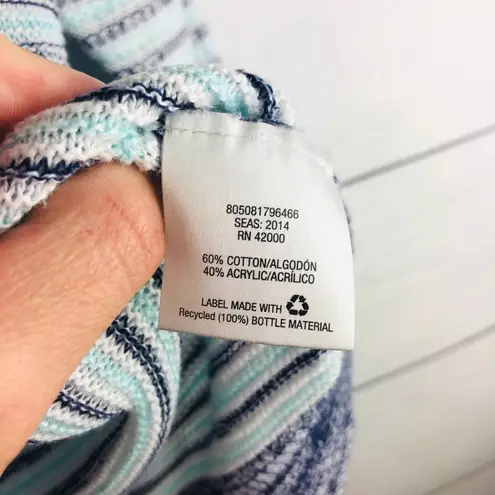 805081796466
SEAS: 2014
RN 42000
60% COTTON/ALGODÓN
40% ACRYLIC/ACRÍLICO
LABEL MADE WITH
Recycled (100%) BOTTLE MATERIAL